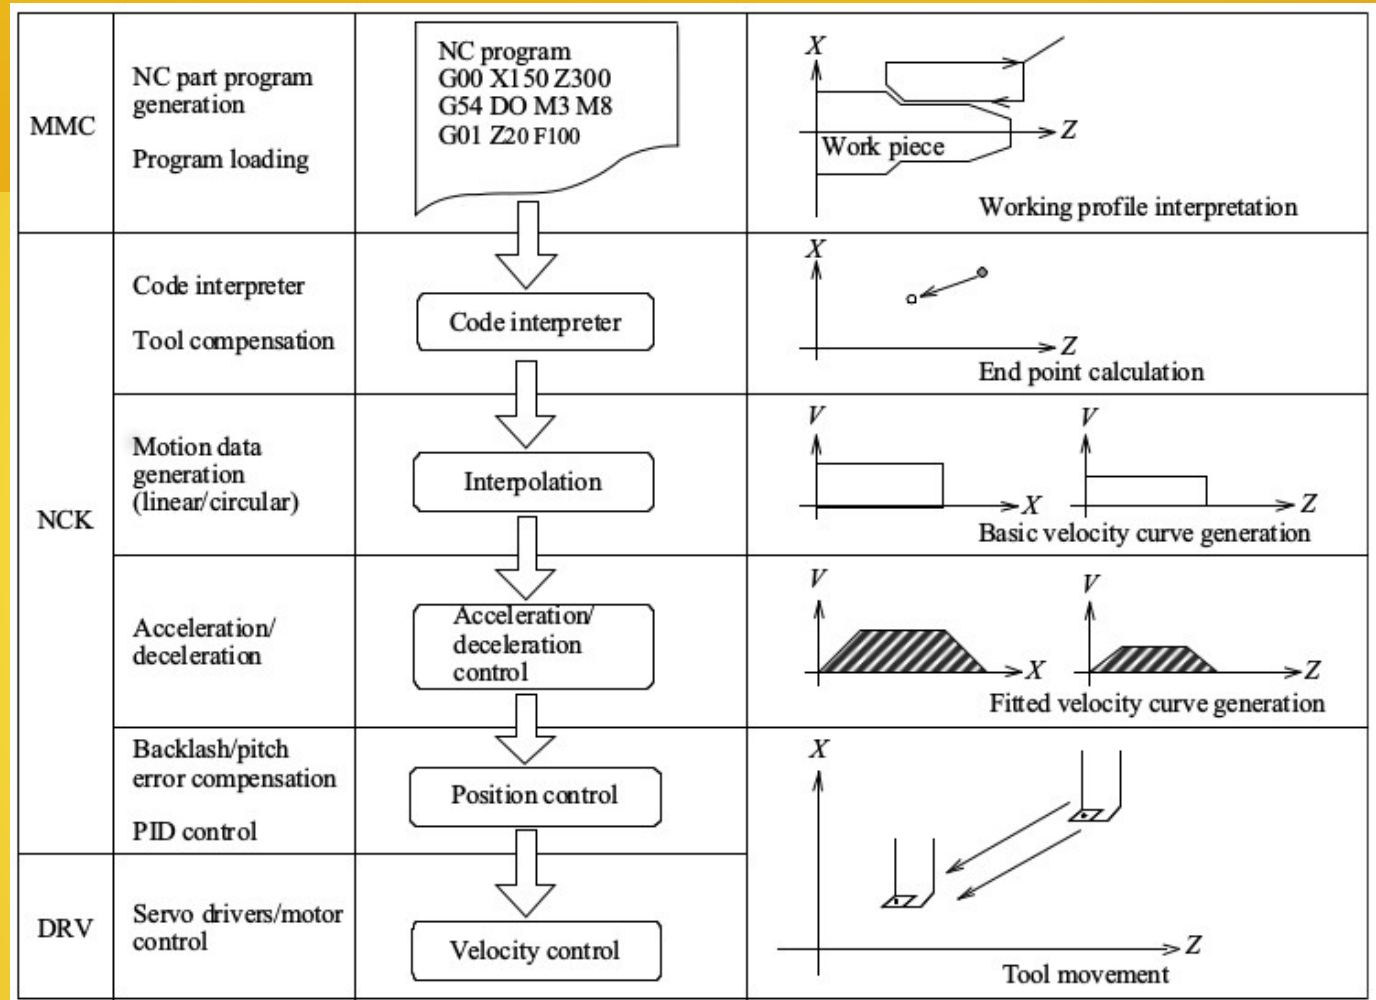 MMC
NC part program
generation
Program loading
NC program
G00 X150 Z300
G54 DO M3 M8
G01 Z20 F100
X
Z
Work piece
Working profile interpretation
NCK
Code interpreter
Tool compensation
Code interpreter
X
Z
End point calculation
Motion data
generation
(linear/circular)
Interpolation
V
X
V
Z
Basic velocity curve generation
Acceleration/
deceleration
Acceleration/
deceleration
control
V
X
V
Z
Fitted velocity curve generation
Backlash/pitch
error compensation
PID control
Position control
X
Z
Tool movement
DRV
Servo drivers/motor
control
Velocity control